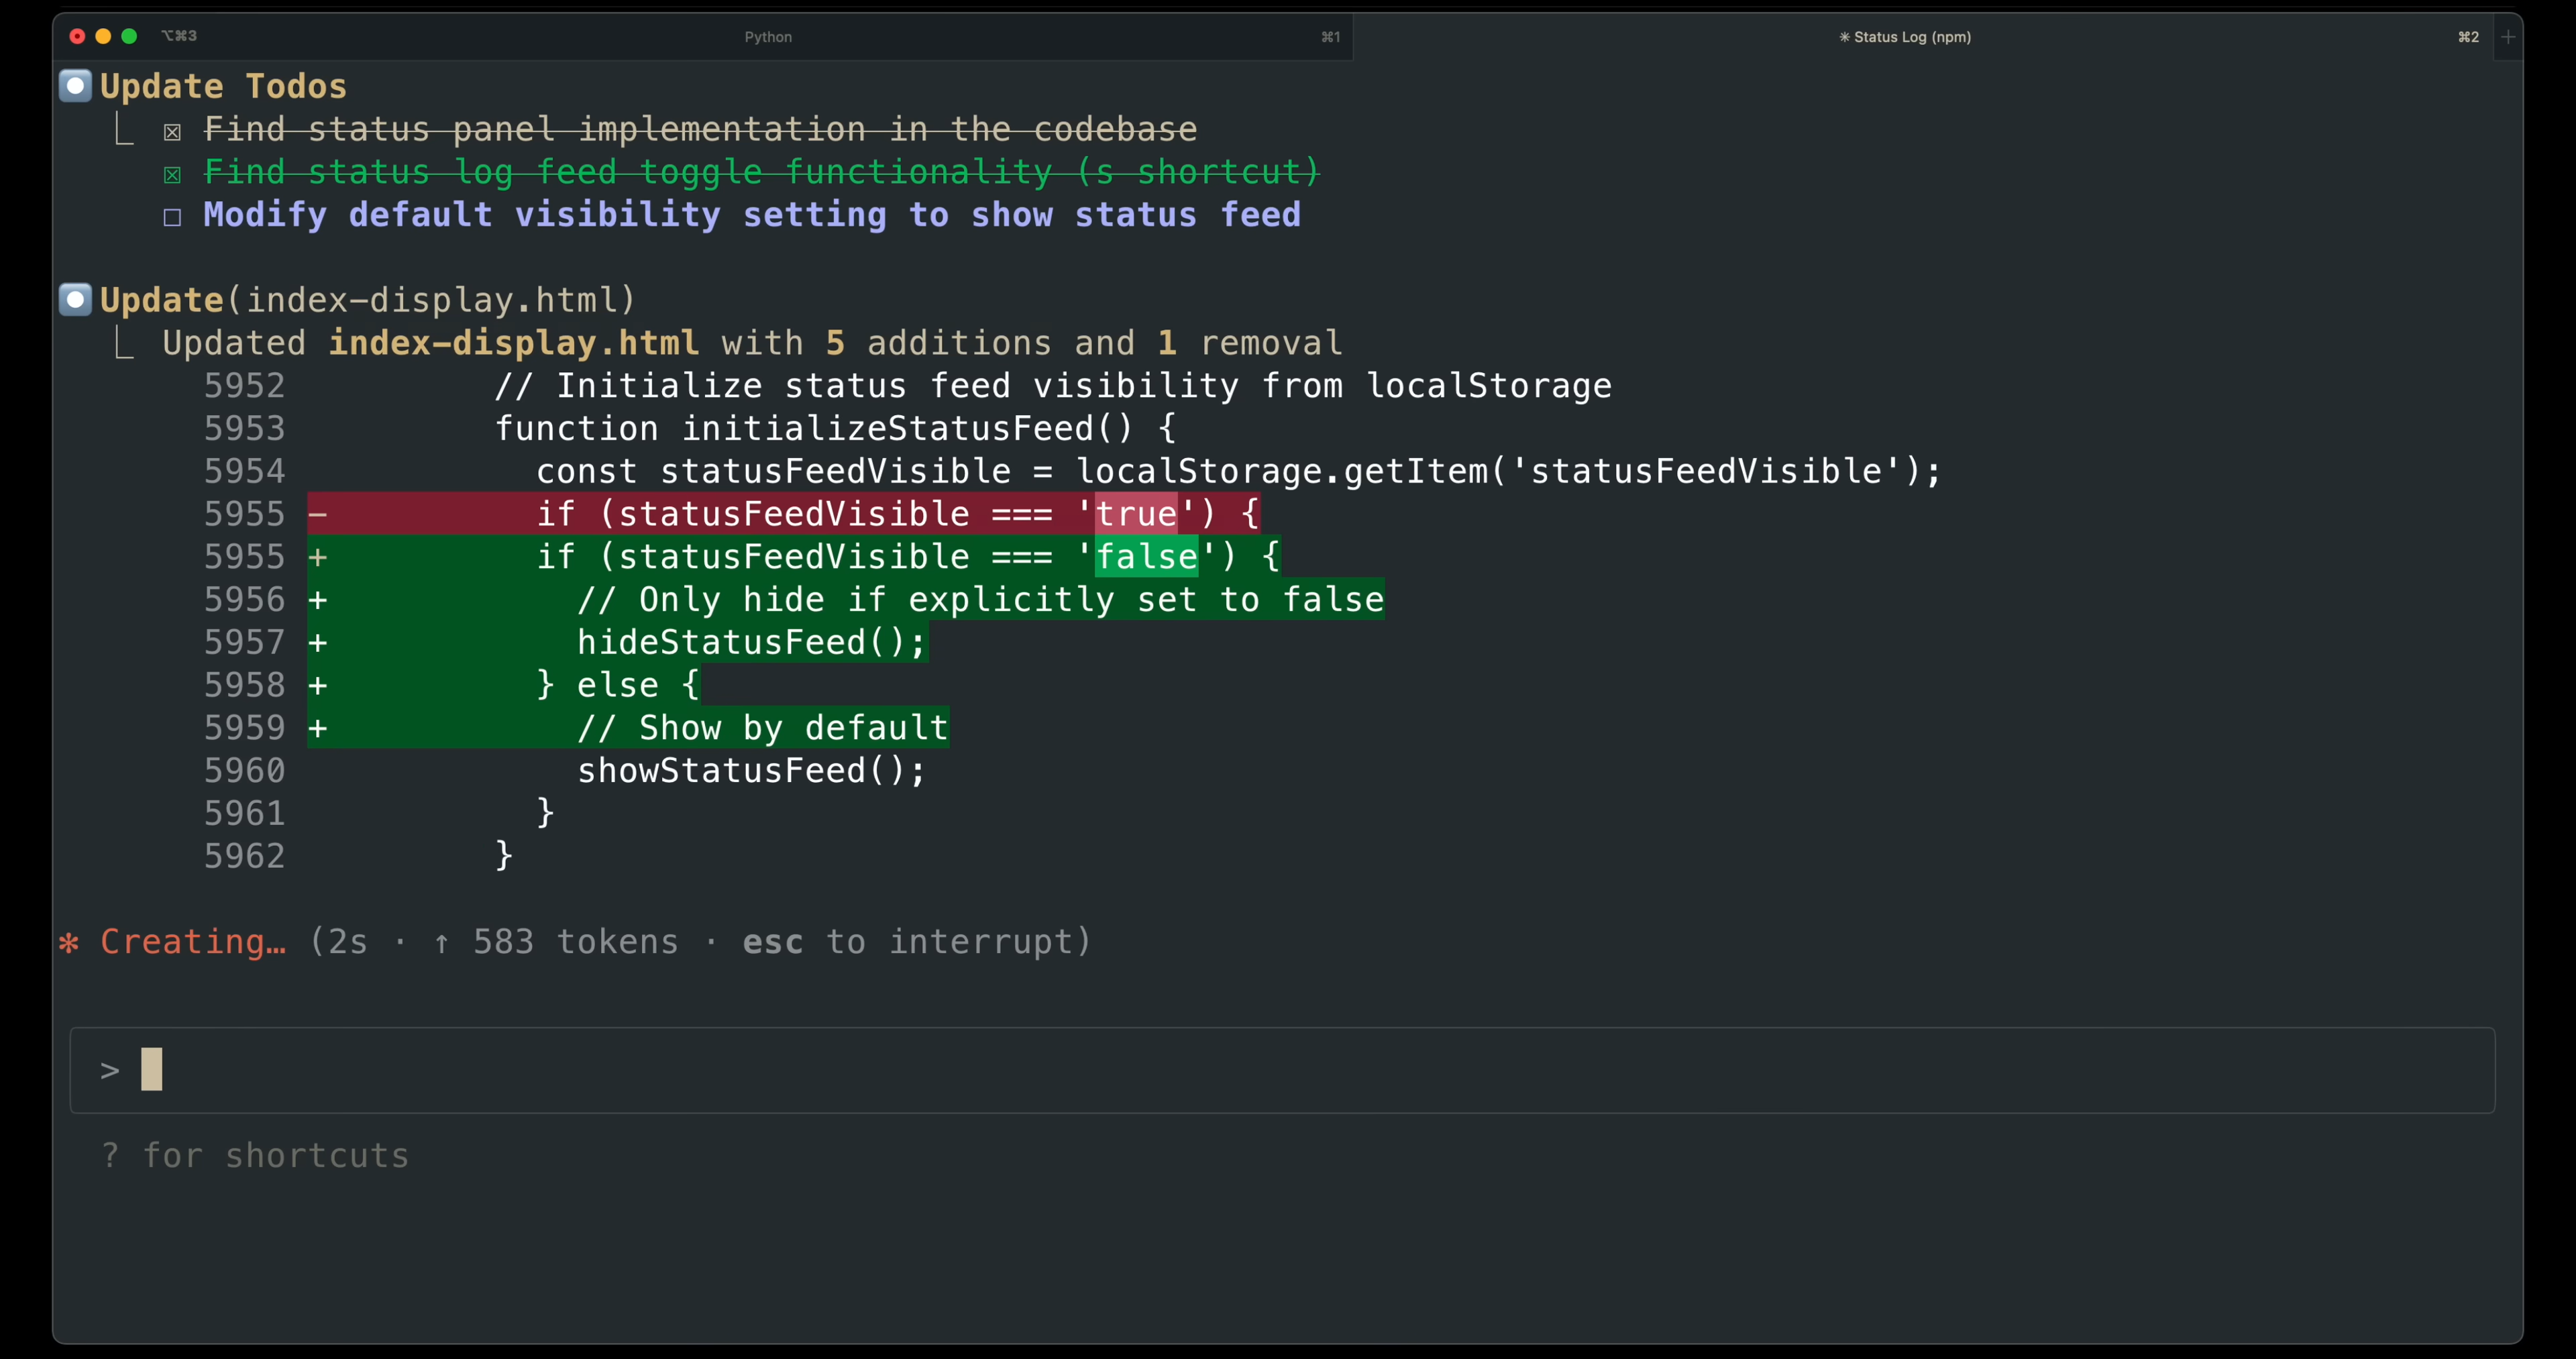 ⌥⌘3 Python ⌘1 ✳ Status Log (npm) ⌘2 +
Update Todos
⎿ ☒ Find status panel implementation in the codebase
☒ Find status log feed toggle functionality (s shortcut)
☐ Modify default visibility setting to show status feed
Update(index-display.html)
⎿ Updated index-display.html with 5 additions and 1 removal
5952 // Initialize status feed visibility from localStorage
5953 function initializeStatusFeed() {
5954 const statusFeedVisible = localStorage.getItem('statusFeedVisible');
5955 - if (statusFeedVisible === 'true') {
5955 + if (statusFeedVisible === 'false') {
5956 + // Only hide if explicitly set to false
5957 + hideStatusFeed();
5958 + } else {
5959 + // Show by default
5960 showStatusFeed();
5961 }
5962 }
✻ Creating… (2s · ↑ 583 tokens · esc to interrupt)
>
? for shortcuts